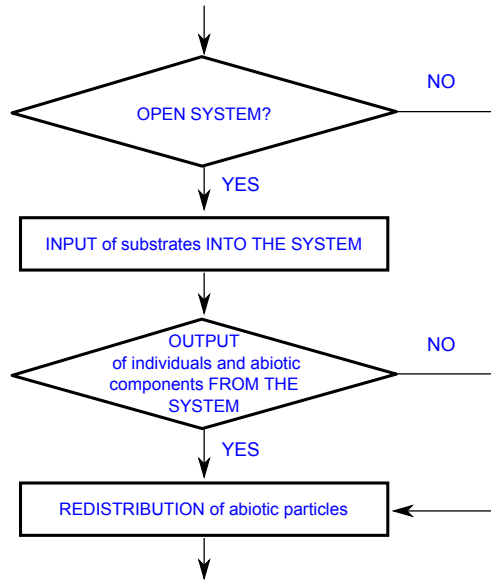 OPEN SYSTEM?
NO
YES
INPUT of substrates INTO THE SYSTEM
OUTPUT
of individuals and abiotic
components FROM THE
SYSTEM
NO
YES
REDISTRIBUTION of abiotic particles